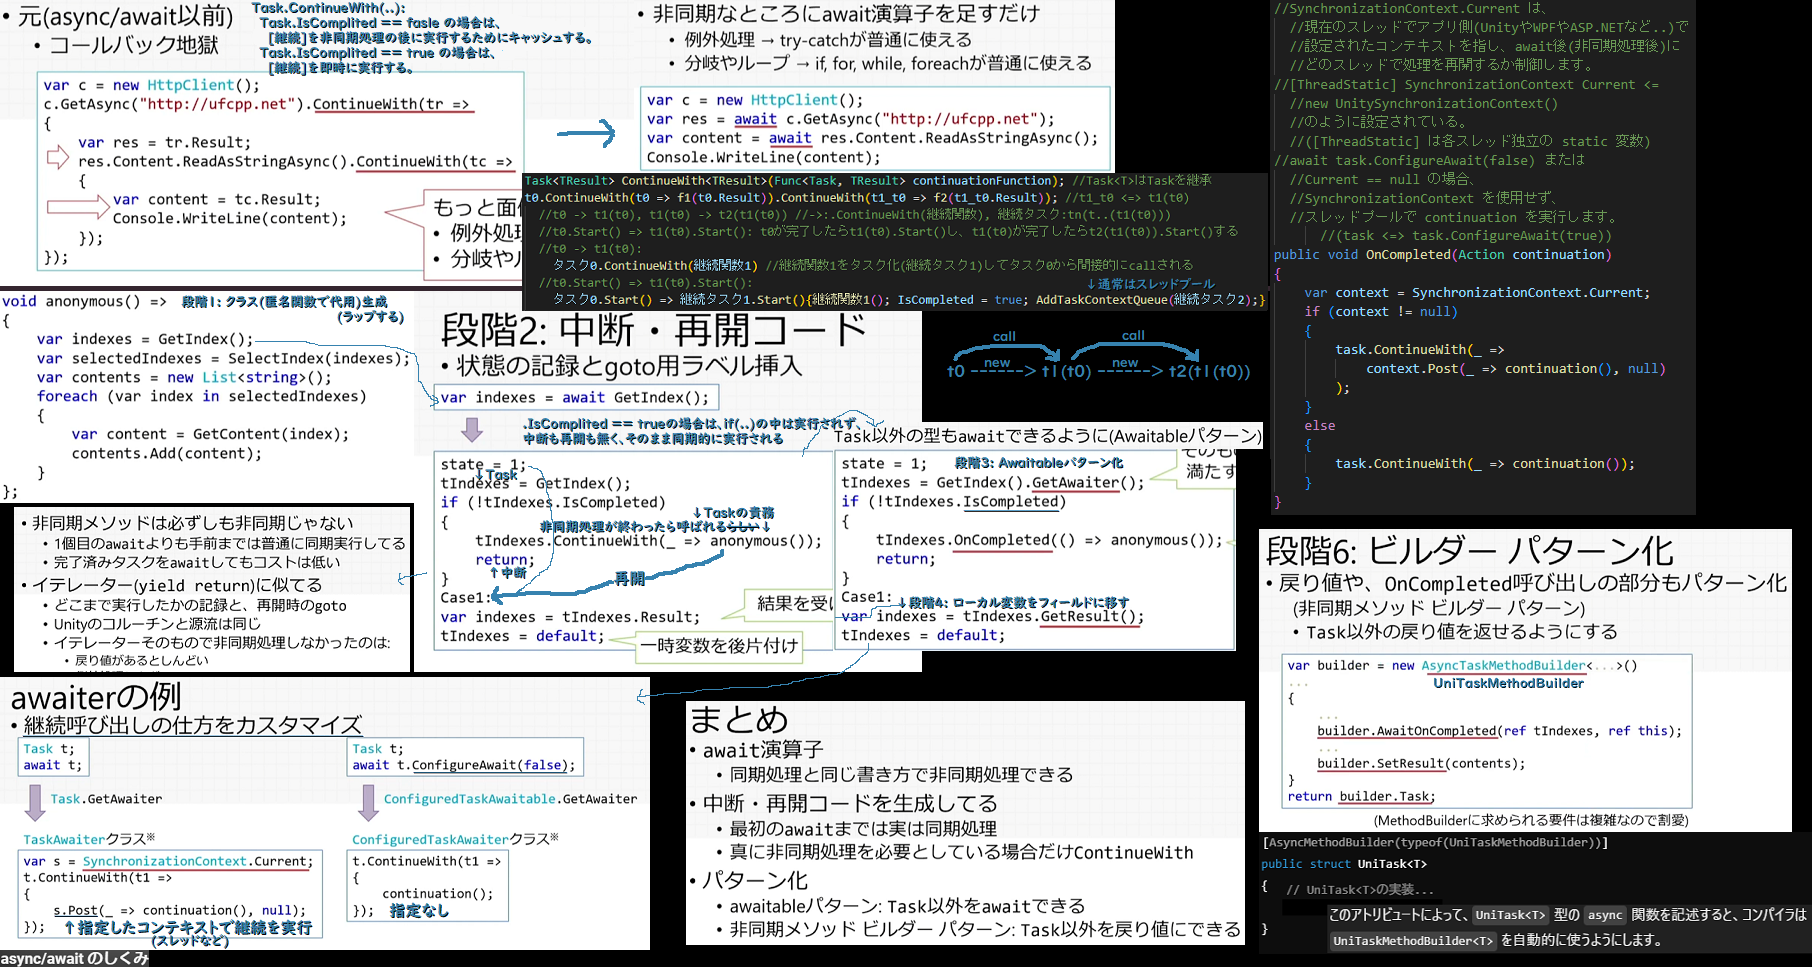 • 元(async/await以前)
• コールバック地獄
Task.ContinueWith(..):
Task.IsComplited == fasle の場合は、
[継続]を非同期処理の後に実行するためにキャッシュする。
Task.IsComplited == true の場合は、
[継続]を即時に実行する。
var c = new HttpClient();
c.GetAsync("http://ufcpp.net").ContinueWith(tr =>
{
var res = tr.Result;
res.Content.ReadAsStringAsync().ContinueWith(tc =>
{
var content = tc.Result;
Console.WriteLine(content);
});
});
もっと面
• 例外処
• 分岐や
• 非同期なところにawait演算子を足すだけ
• 例外処理 → try-catchが普通に使える
• 分岐やループ → if, for, while, foreachが普通に使える
var c = new HttpClient();
var res = await c.GetAsync("http://ufcpp.net");
var content = await res.Content.ReadAsStringAsync();
Console.WriteLine(content);
Task<TResult> ContinueWith<TResult>(Func<Task, TResult> continuationFunction); //Task<T>はTaskを継承
t0.ContinueWith(t0 => f1(t0.Result)).ContinueWith(t1_t0 => f2(t1_t0.Result)); //t1_t0 <=> t1(t0)
//t0 -> t1(t0), t1(t0) -> t2(t1(t0)) //->:.ContinueWith(継続関数), 継続タスク:tn(t..(t1(t0)))
//t0.Start() => t1(t0).Start(): t0が完了したらt1(t0).Start()し、t1(t0)が完了したらt2(t1(t0)).Start()する
//t0 -> t1(t0):
タスク0.ContinueWith(継続関数1) //継続関数1をタスク化(継続タスク1)してタスク0から間接的にcallされる
//t0.Start() => t1(t0).Start():
↓通常はスレッドプール
タスク0.Start() => 継続タスク1.Start(){継続関数1(); IsCompleted = true; AddTaskContextQueue(継続タスク2);}
call call
new new
t0 ------> t1(t0) ------> t2(t1(t0))
//SynchronizationContext.Current は、
//現在のスレッドでアプリ側(UnityやWPFやASP.NETなど..)で
//設定されたコンテキストを指し、await後(非同期処理後)に
//どのスレッドで処理を再開するか制御します。
//[ThreadStatic] SynchronizationContext Current <=
//new UnitySynchronizationContext()
//のように設定されている。
//([ThreadStatic] は各スレッド独立の static 変数)
//await task.ConfigureAwait(false) または
//Current == null の場合、
//SynchronizationContext を使用せず、
//スレッドプールで continuation を実行します。
//(task <=> task.ConfigureAwait(true))
public void OnCompleted(Action continuation)
{
var context = SynchronizationContext.Current;
if (context != null)
{
task.ContinueWith(_ =>
context.Post(_ => continuation(), null)
);
}
else
{
task.ContinueWith(_ => continuation());
}
}
void anonymous() =>
段階1: クラス(匿名関数で代用)生成
(ラップする)
{
var indexes = GetIndex();
var selectedIndexes = SelectIndex(indexes);
var contents = new List<string>();
foreach (var index in selectedIndexes)
{
var content = GetContent(index);
contents.Add(content);
}
};
段階2: 中断・再開コード
• 状態の記録とgoto用ラベル挿入
var indexes = await GetIndex();
.IsComplited == trueの場合は、if(..)の中は実行されず、
中断も再開も無く、そのまま同期的に実行される
state = 1;
↓Task
tIndexes = GetIndex();
if (!tIndexes.IsCompleted)
{
↓Taskの責務
非同期処理が終わったら呼ばれるらしい↓
tIndexes.ContinueWith(_ => anonymous());
return;
↑中断
}
再開
Case1:
var indexes = tIndexes.Result;
tIndexes = default;
結果を受け
一時変数を後片付け
Task以外の型もawaitできるように(Awaitableパターン)
満たす
state = 1;
段階3: Awaitableパターン化
tIndexes = GetIndex().GetAwaiter();
if (!tIndexes.IsCompleted)
{
tIndexes.OnCompleted(() => anonymous());
return;
}
Case1:
↓段階4: ローカル変数をフィールドに移す
var indexes = tIndexes.GetResult();
tIndexes = default;
• 非同期メソッドは必ずしも非同期じゃない
• 1個目のawaitよりも手前までは普通に同期実行してる
• 完了済みタスクをawaitしてもコストは低い
• イテレーター(yield return)に似てる
• どこまで実行したかの記録と、再開時のgoto
• Unityのコルーチンと源流は同じ
• イテレーターそのもので非同期処理しなかったのは:
• 戻り値があるとしんどい
awaiterの例
• 継続呼び出しの仕方をカスタマイズ
Task t;
await t;
Task.GetAwaiter
TaskAwaiterクラス※
var s = SynchronizationContext.Current;
t.ContinueWith(t1 =>
{
s.Post(_ => continuation(), null);
});
↑指定したコンテキストで継続を実行
(スレッドなど)
Task t;
await t.ConfigureAwait(false);
ConfiguredTaskAwaitable.GetAwaiter
ConfiguredTaskAwaiterクラス※
t.ContinueWith(t1 =>
{
continuation();
});
指定なし
async/await のしくみ
まとめ
• await演算子
• 同期処理と同じ書き方で非同期処理できる
• 中断・再開コードを生成してる
• 最初のawaitまでは実は同期処理
• 真に非同期処理を必要としている場合だけContinueWith
• パターン化
• awaitableパターン: Task以外をawaitできる
• 非同期メソッド ビルダー パターン: Task以外を戻り値にできる
段階6: ビルダー パターン化
• 戻り値や、OnCompleted呼び出しの部分もパターン化
(非同期メソッド ビルダー パターン)
• Task以外の戻り値を返せるようにする
var builder = new AsyncTaskMethodBuilder<...>()
...
UniTaskMethodBuilder
{
...
builder.AwaitOnCompleted(ref tIndexes, ref this);
...
builder.SetResult(contents);
}
return builder.Task;
(MethodBuilderに求められる要件は複雑なので割愛)
[AsyncMethodBuilder(typeof(UniTaskMethodBuilder))]
public struct UniTask<T>
{
// UniTask<T>の実装...
}
このアトリビュートによって、UniTask<T> 型の async 関数を記述すると、コンパイラは
UniTaskMethodBuilder<T> を自動的に使うようにします。